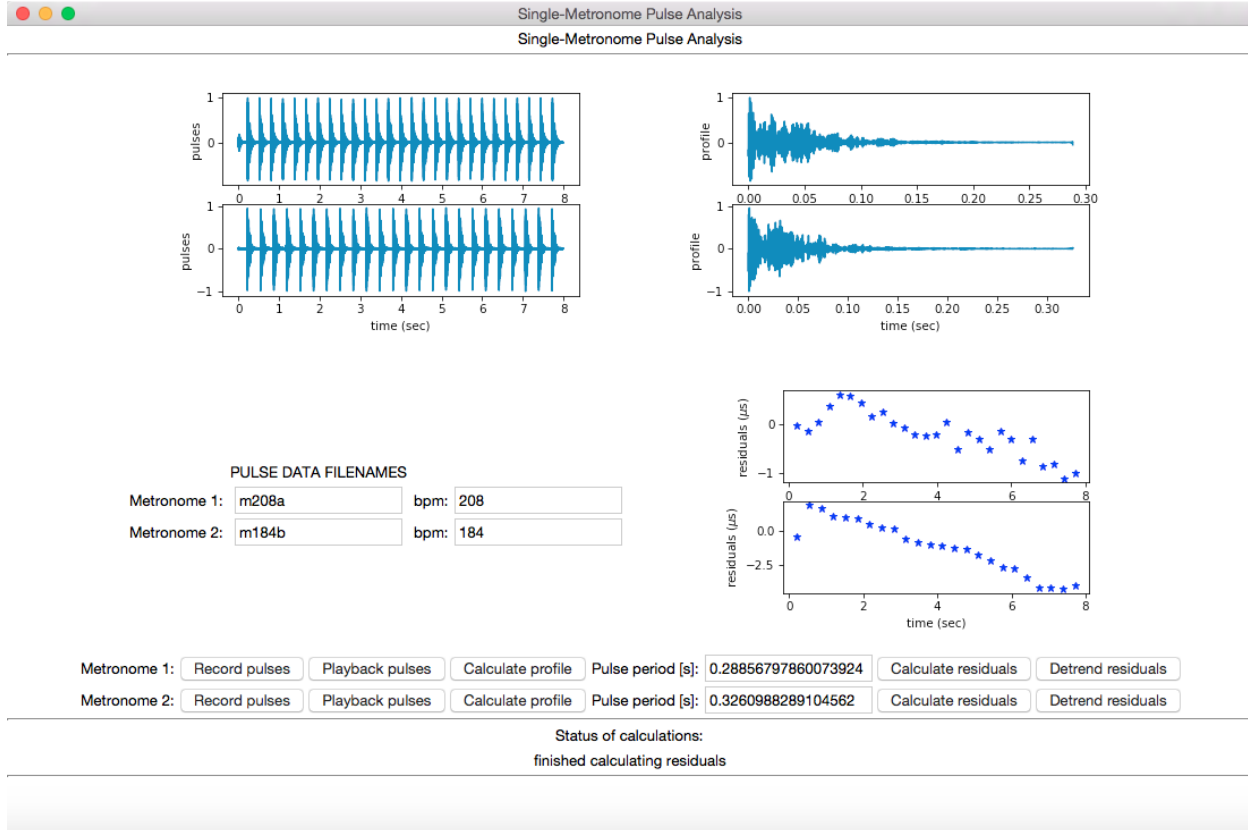 Single-Metronome Pulse Analysis
Single-Metronome Pulse Analysis
1
0
pulses
0 1 2 3 4 5 6 7 8
1
0
profile
0.00 0.05 0.10 0.15 0.20 0.25 0.30
1
0
−1
pulses
0 1 2 3 4 5 6 7 8
time (sec)
1
0
−1
profile
0.00 0.05 0.10 0.15 0.20 0.25 0.30
time (sec)
0
−1
residuals (μs)
0 2 4 6 8
0.0
−2.5
residuals (μs)
0 2 4 6 8
time (sec)
PULSE DATA FILENAMES
Metronome 1: m208a bpm: 208
Metronome 2: m184b bpm: 184
Metronome 1: Record pulses Playback pulses Calculate profile Pulse period [s]: 0.28856797860073924 Calculate residuals Detrend residuals
Metronome 2: Record pulses Playback pulses Calculate profile Pulse period [s]: 0.3260988289104562 Calculate residuals Detrend residuals
Status of calculations:
finished calculating residuals